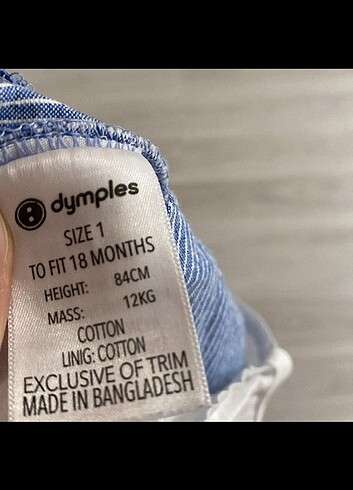 dymples
SIZE 1
TO FIT 18 MONTHS
HEIGHT: 84CM
MASS: 12KG
COTTON
LINIG: COTTON
EXCLUSIVE OF TRIM
MADE IN BANGLADESH